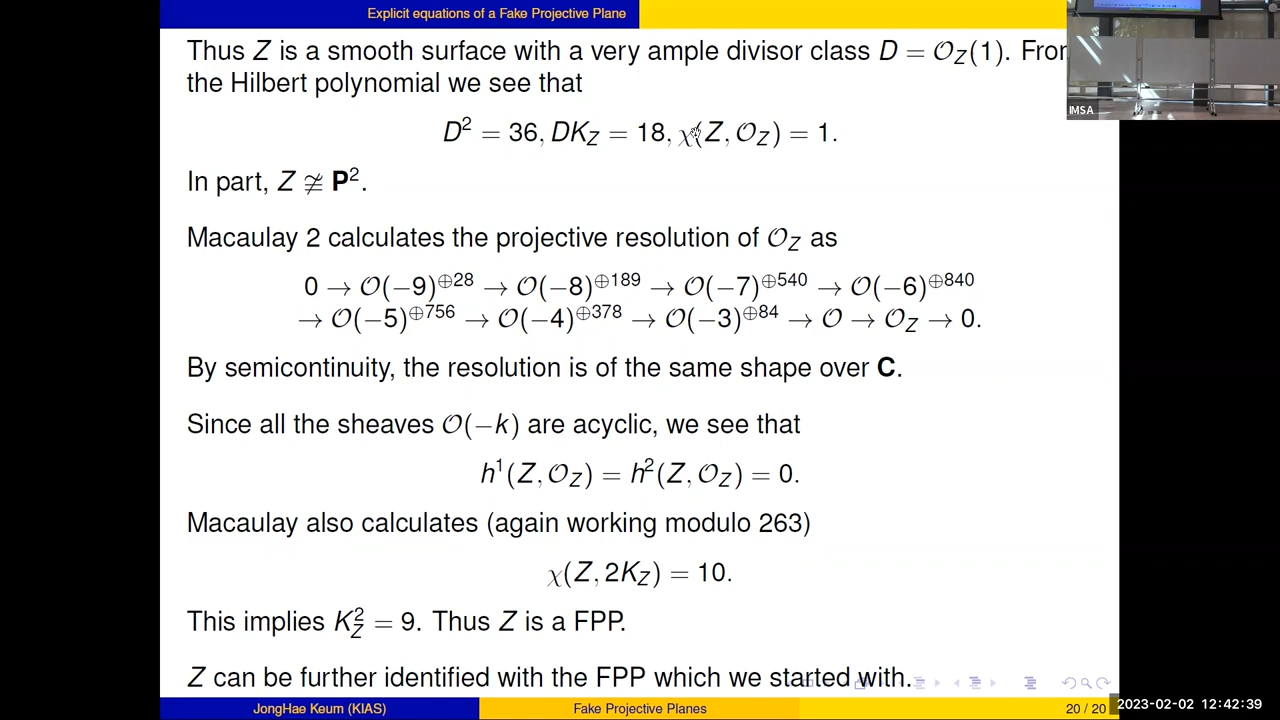 Explicit equations of a Fake Projective Plane
Thus Z is a smooth surface with a very ample divisor class D = 𝒪_Z(1). From
the Hilbert polynomial we see that
D² = 36, DK_Z = 18, χ(Z, 𝒪_Z) = 1.
In part, Z ≇ P².
Macaulay 2 calculates the projective resolution of 𝒪_Z as
0 → 𝒪(−9)^{⊕28} → 𝒪(−8)^{⊕189} → 𝒪(−7)^{⊕540} → 𝒪(−6)^{⊕840}
→ 𝒪(−5)^{⊕756} → 𝒪(−4)^{⊕378} → 𝒪(−3)^{⊕84} → 𝒪 → 𝒪_Z → 0.
By semicontinuity, the resolution is of the same shape over C.
Since all the sheaves 𝒪(−k) are acyclic, we see that
h¹(Z, 𝒪_Z) = h²(Z, 𝒪_Z) = 0.
Macaulay also calculates (again working modulo 263)
χ(Z, 2K_Z) = 10.
This implies K_Z² = 9. Thus Z is a FPP.
Z can be further identified with the FPP which we started with.
JongHae Keum (KIAS)
Fake Projective Planes
20 / 20
IMSA
2023-02-02 12:42:39